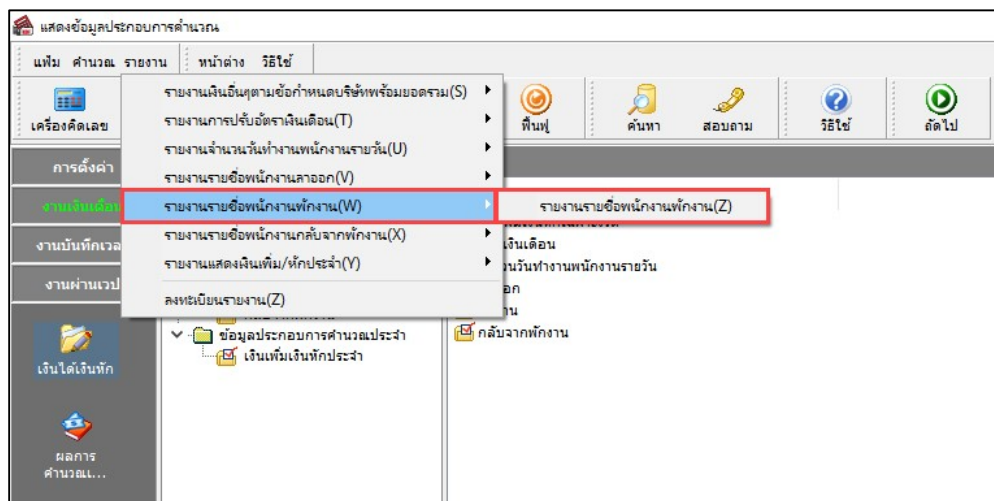 แสดงข้อมูลประกอบการคำนวณ
แฟ้ม คำนวณ รายงาน หน้าต่าง วิธีใช้
เครื่องคิดเลข ฟื้นฟู ค้นหา สอบถาม วิธีใช้ ถัดไป
รายงานเงินอื่นๆตามข้อกำหนดบริษัทพร้อมยอดรวม(S)
รายงานการปรับอัตราเงินเดือน(T)
รายงานจำนวนวันทำงานพนักงานรายวัน(U)
รายงานรายชื่อพนักงานลาออก(V)
รายงานรายชื่อพนักงานพักงาน(W) รายงานรายชื่อพนักงานพักงาน(Z)
รายงานรายชื่อพนักงานกลับจากพักงาน(X)
รายงานแสดงเงินเพิ่ม/หักประจำ(Y)
ลงทะเบียนรายงาน(Z)
การตั้งค่า
งานเงินเดือน
งานบันทึกเวลา
งานผ่านเวป
เงินได้เงินหัก
ผลการ
คำนวณเ...
ข้อมูลประกอบการคำนวณประจำ
เงินเพิ่มเงินหักประจำ
เงินเดือน
วันทำงานพนักงานรายวัน
กลับจากพักงาน